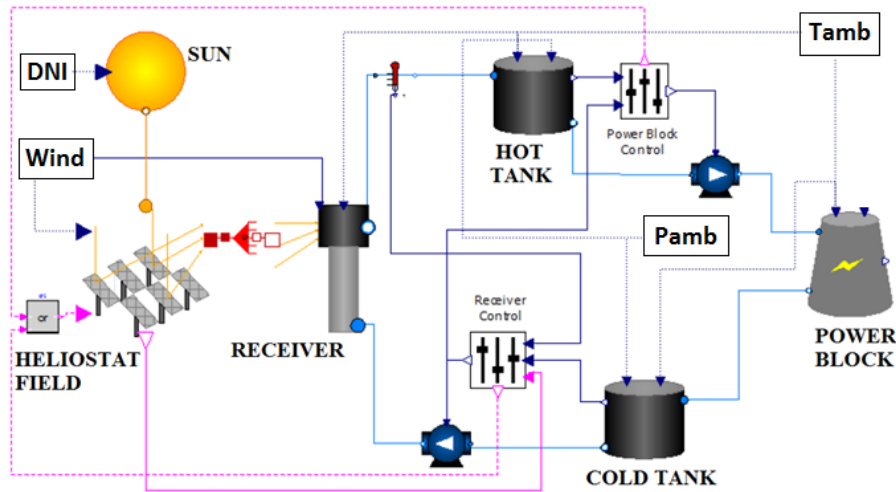 SUN
Tamb
DNI
Power Block
Control
HOT
TANK
Wind
Pamb
Receiver
Control
or
HELIOSTAT
FIELD
RECEIVER
POWER
BLOCK
COLD TANK